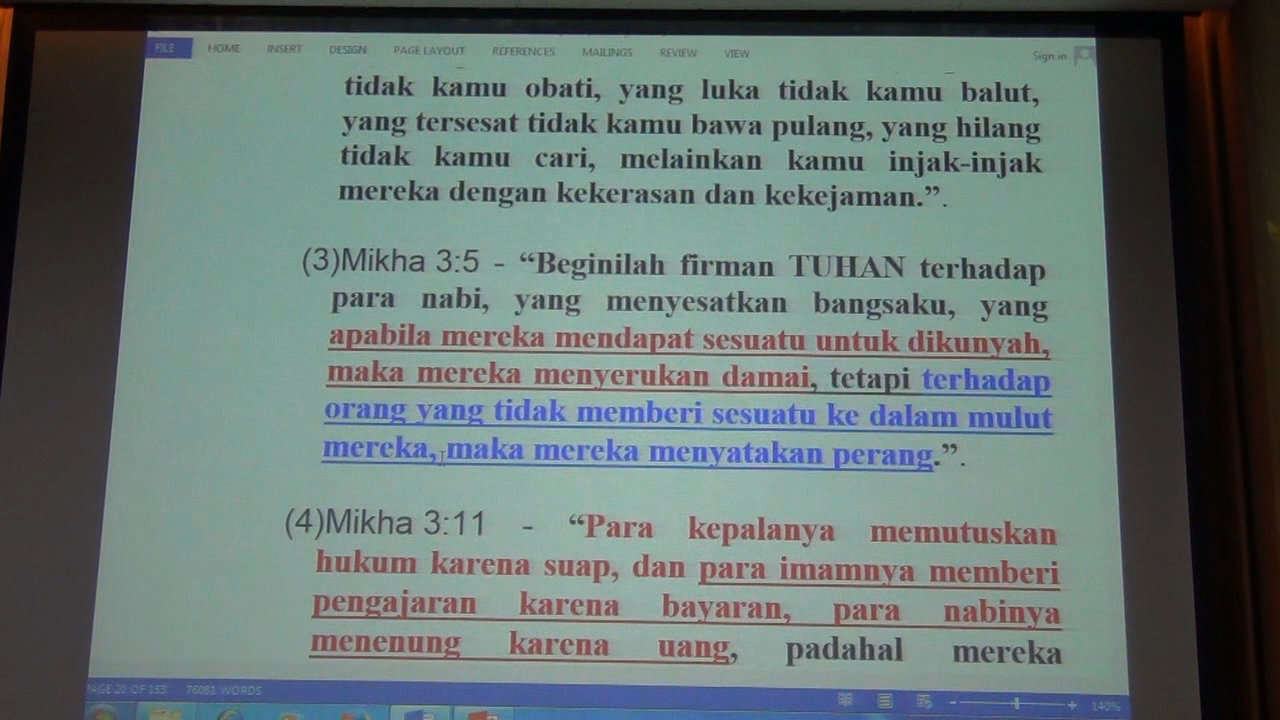 FILE HOME INSERT DESIGN PAGE LAYOUT REFERENCES MAILINGS REVIEW VIEW Sign in
tidak kamu obati, yang luka tidak kamu balut,
yang tersesat tidak kamu bawa pulang, yang hilang
tidak kamu cari, melainkan kamu injak-injak
mereka dengan kekerasan dan kekejaman.”.
(3)Mikha 3:5 - “Beginilah firman TUHAN terhadap
para nabi, yang menyesatkan bangsaku, yang
apabila mereka mendapat sesuatu untuk dikunyah,
maka mereka menyerukan damai, tetapi terhadap
orang yang tidak memberi sesuatu ke dalam mulut
mereka, maka mereka menyatakan perang.”.
(4)Mikha 3:11 - “Para kepalanya memutuskan
hukum karena suap, dan para imamnya memberi
pengajaran karena bayaran, para nabinya
menenung karena uang, padahal mereka
PAGE 20 OF 153 76081 WORDS 140%